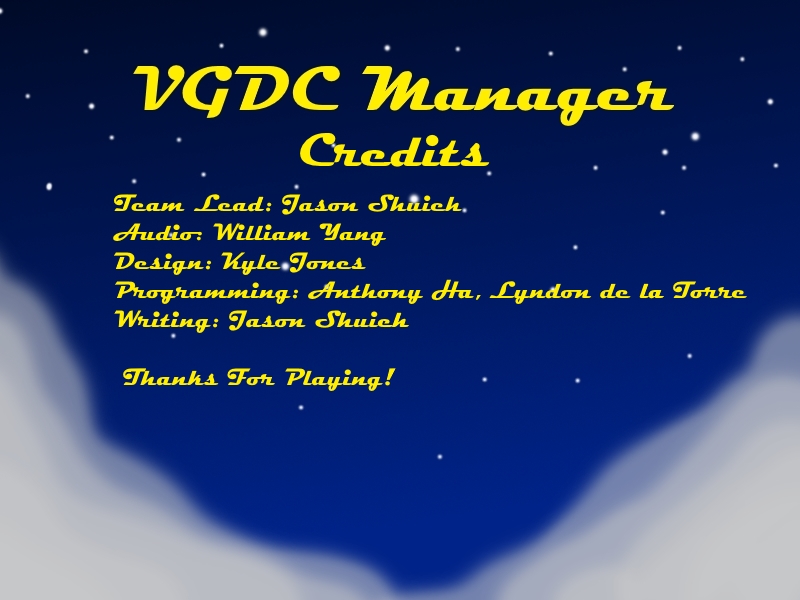 VGDC Manager
Credits
Team Lead: Jason Shuieh
Audio: William Yang
Design: Kyle Jones
Programming: Anthony Ha, Lyndon de la Torre
Writing: Jason Shuieh
Thanks For Playing!